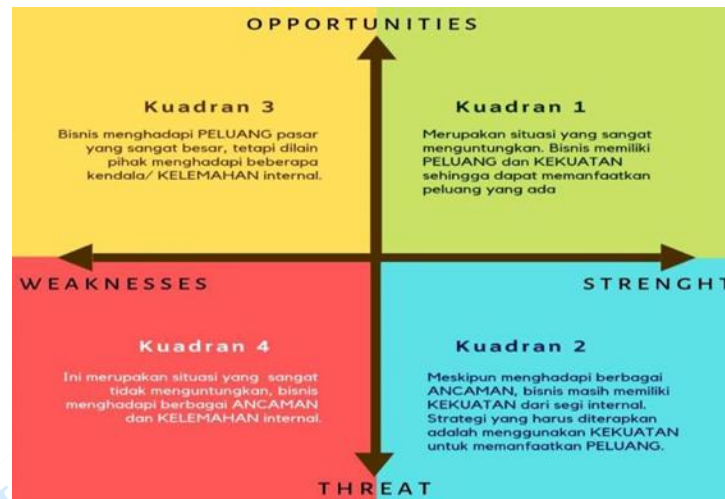 OPPORTUNITIES
Kuadran 3
Bisnis menghadapi PELUANG pasar
yang sangat besar, tetapi dilain
pihak menghadapi beberapa
kendala/ KELEMAHAN internal.
Kuadran 1
Merupakan situasi yang sangat
menguntungkan. Bisnis memiliki
PELUANG dan KEKUATAN
sehingga dapat memanfaatkan
peluang yang ada
WEAKNESSES
STRENGHT
Kuadran 4
Ini merupakan situasi yang sangat
tidak menguntungkan, bisnis
menghadapi berbagai ANCAMAN
dan KELEMAHAN internal.
Kuadran 2
Meskipun menghadapi berbagai
ANCAMAN, bisnis masih memiliki
KEKUATAN dari segi internal.
Strategi yang harus diterapkan
adalah menggunakan KEKUATAN
untuk memanfaatkan PELUANG.
THREAT